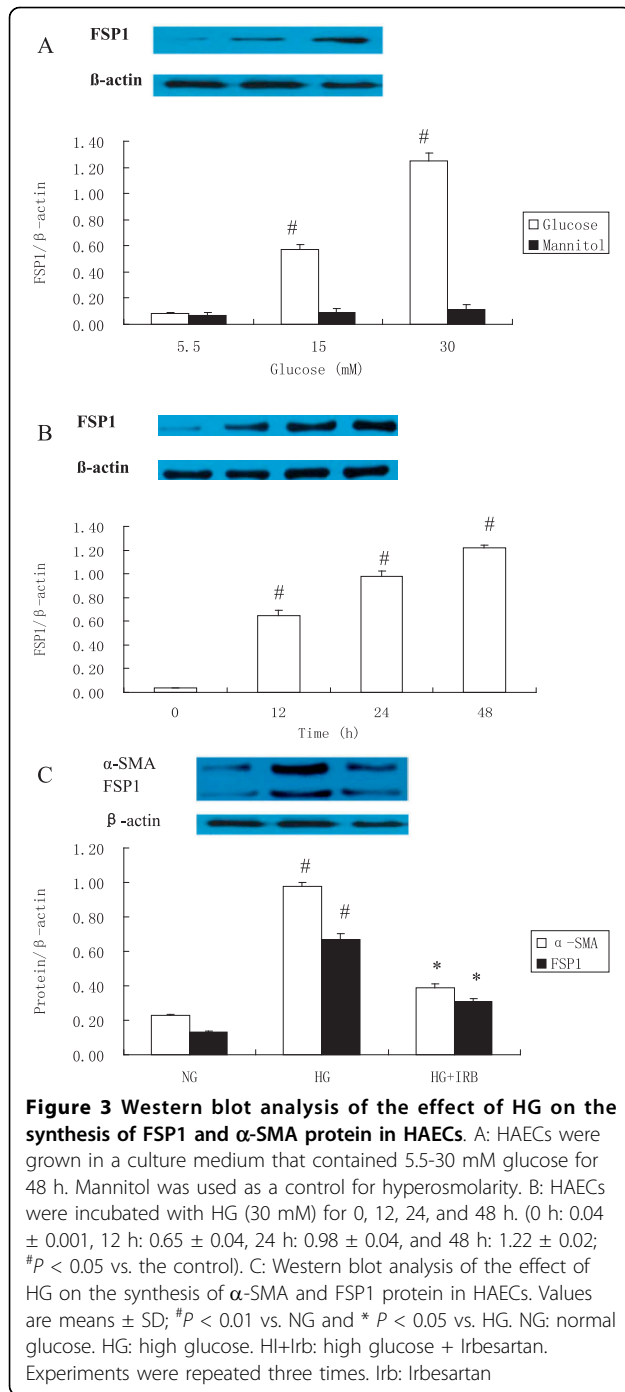 A
FSP1
ß-actin
FSP1/β-actin
1.40
1.20
1.00
0.80
0.60
0.40
0.20
0.00
#
#
5.5 15 30
Glucose (mM)
Glucose
Mannitol
B
FSP1
ß-actin
FSP1/β-actin
1.40
1.20
1.00
0.80
0.60
0.40
0.20
0.00
#
#
#
0 12 24 48
Time (h)
C
α-SMA
FSP1
β-actin
Protein/β-actin
1.20
1.00
0.80
0.60
0.40
0.20
0.00
#
#
*
*
NG HG HG+IRB
α-SMA
FSP1
Figure 3 Western blot analysis of the effect of HG on the
synthesis of FSP1 and α-SMA protein in HAECs. A: HAECs were
grown in a culture medium that contained 5.5-30 mM glucose for
48 h. Mannitol was used as a control for hyperosmolarity. B: HAECs
were incubated with HG (30 mM) for 0, 12, 24, and 48 h. (0 h: 0.04
± 0.001, 12 h: 0.65 ± 0.04, 24 h: 0.98 ± 0.04, and 48 h: 1.22 ± 0.02;
#P < 0.05 vs. the control). C: Western blot analysis of the effect of
HG on the synthesis of α-SMA and FSP1 protein in HAECs. Values
are means ± SD; #P < 0.01 vs. NG and * P < 0.05 vs. HG. NG: normal
glucose. HG: high glucose. HI+Irb: high glucose + Irbesartan.
Experiments were repeated three times. Irb: Irbesartan